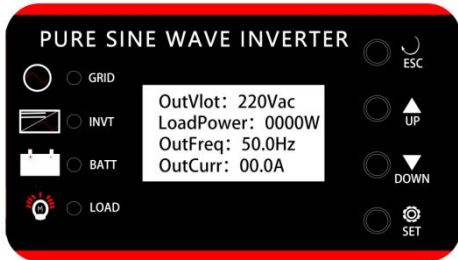 PURE SINE WAVE INVERTER
ESC
GRID
OutVlot: 220Vac
LoadPower: 0000W
OutFreq: 50.0Hz
OutCurr: 00.0A
INVT
UP
BATT
DOWN
M
LOAD
SET